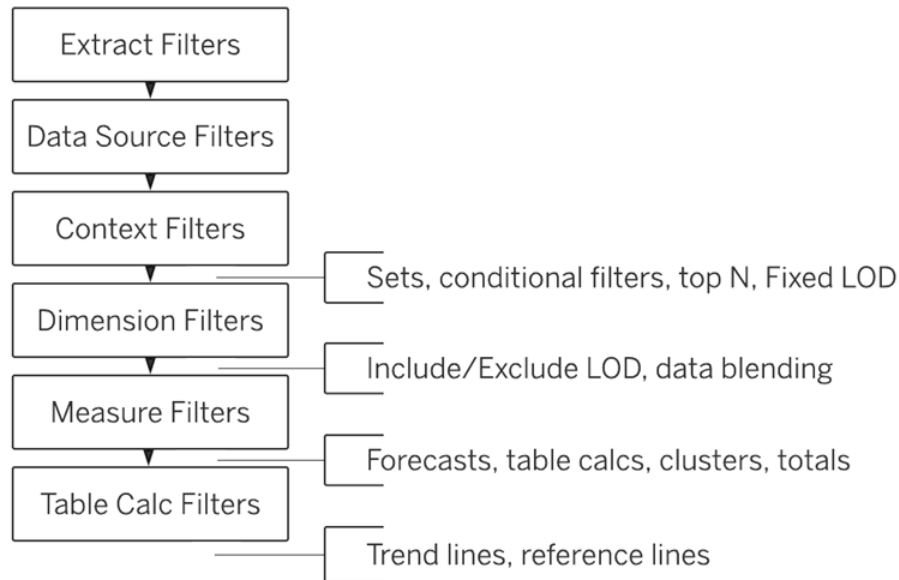 Extract Filters
Data Source Filters
Context Filters
Sets, conditional filters, top N, Fixed LOD
Dimension Filters
Include/Exclude LOD, data blending
Measure Filters
Forecasts, table calcs, clusters, totals
Table Calc Filters
Trend lines, reference lines